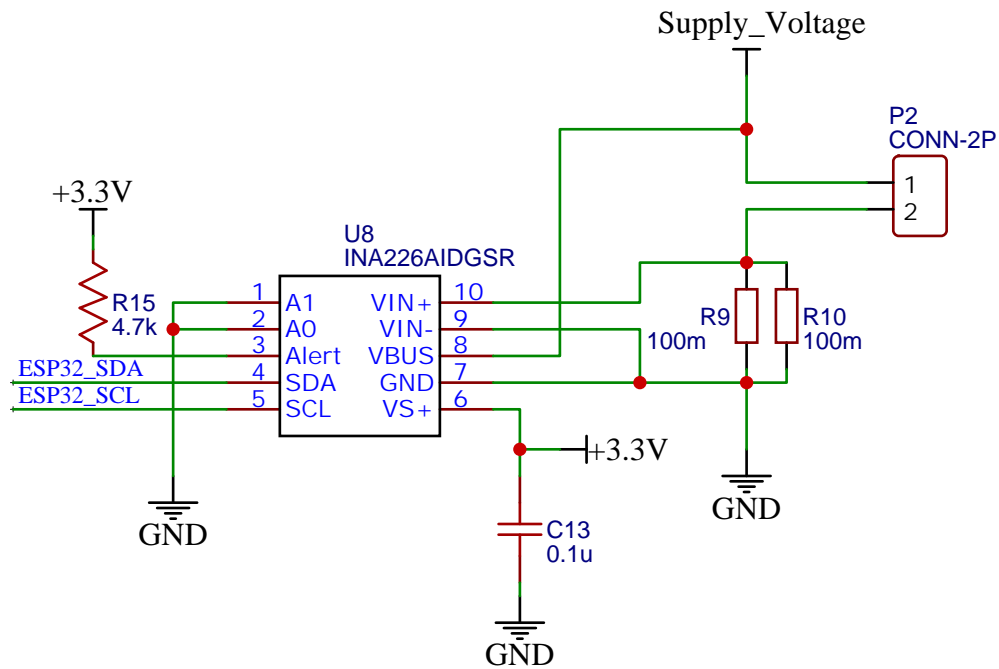 Supply_Voltage
P2
CONN-2P
1
2
+3.3V
R15
4.7k
U8
INA226AIDGSR
1 A1 VIN+ 10
2 A0 VIN- 9
3 Alert VBUS 8
4 SDA GND 7
5 SCL VS+ 6
ESP32_SDA
ESP32_SCL
R9
100m
R10
100m
+3.3V
GND
GND
C13
0.1u
GND